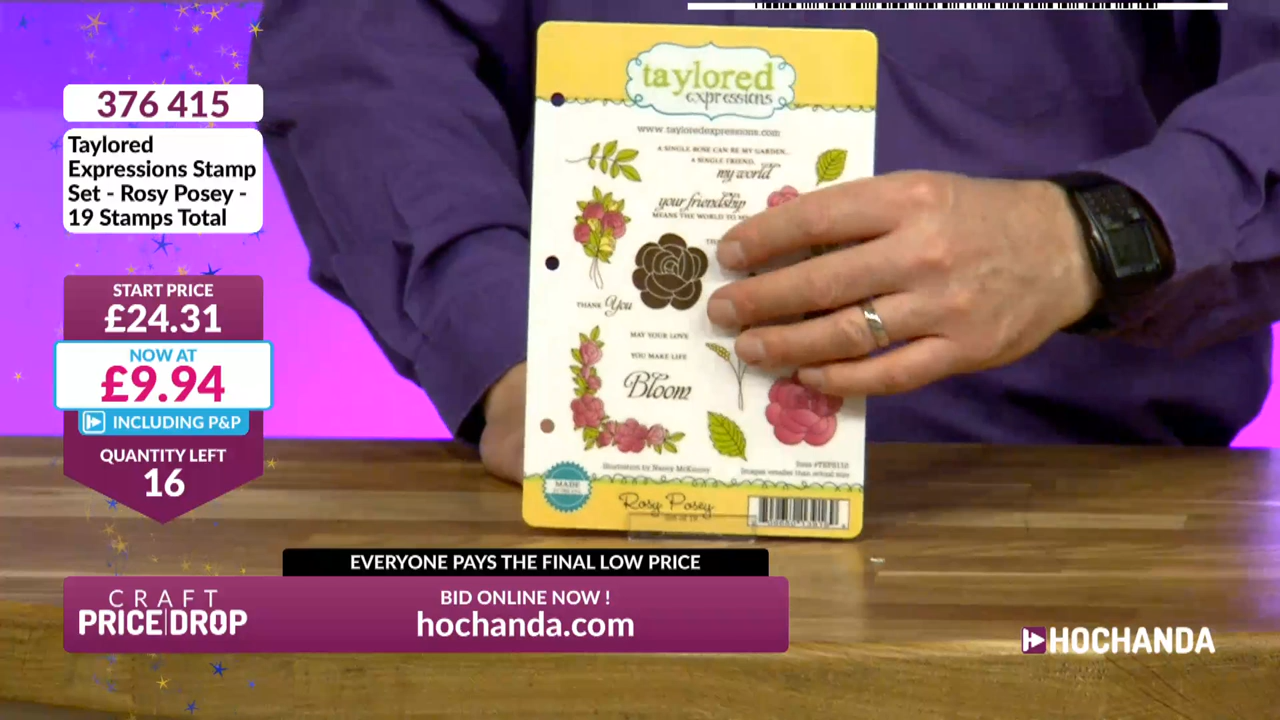 376 415
Taylored
Expressions Stamp
Set - Rosy Posey -
19 Stamps Total
START PRICE
£24.31
NOW AT
£9.94
INCLUDING P&P
QUANTITY LEFT
16
EVERYONE PAYS THE FINAL LOW PRICE
CRAFT
PRICE DROP
BID ONLINE NOW !
hochanda.com
HOCHANDA
taylored
expressions
www.tayloredexpressions.com
A SINGLE ROSE CAN BE MY GARDEN...
A SINGLE FRIEND,
my world
your friendship
MEANS THE WORLD TO
THANK You
MAY YOUR LOVE
YOU MAKE LIFE
Bloom
Illustration by Nancy McKinney
Images smaller than actual size
MADE
Rosy Posey